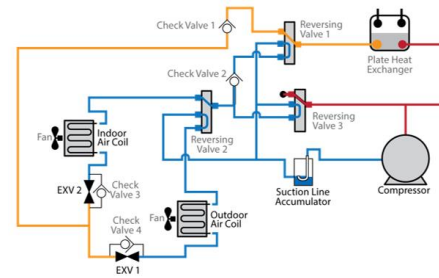 Check Valve 1
Reversing
Valve 1
Plate Heat
Exchanger
Check Valve 2
Reversing
Valve 3
Fan
Indoor
Air Coil
Reversing
Valve 2
Suction Line
Accumulator
Compressor
EXV 2
Check
Valve 3
Check
Valve 4
Fan
Outdoor
Air Coil
EXV 1